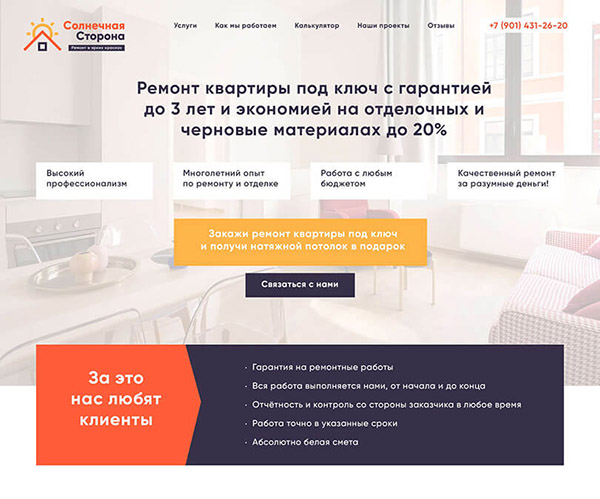 Солнечная
Сторона
Ремонт в ярких красках
Услуги
Как мы работаем
Калькулятор
Наши проекты
Отзывы
+7 (901) 431-26-20
Ремонт квартиры под ключ с гарантией
до 3 лет и экономией на отделочных и
черновые материалах до 20%
Высокий
профессионализм
Многолетний опыт
по ремонту и отделке
Работа с любым
бюджетом
Качественный ремонт
за разумные деньги!
Закажи ремонт квартиры под ключ
и получи натяжной потолок в подарок
Связаться с нами
За это
нас любят
клиенты
· Гарантия на ремонтные работы
· Вся работа выполняется нами, от начала и до конца
· Отчётность и контроль со стороны заказчика в любое время
· Работа точно в указанные сроки
· Абсолютно белая смета